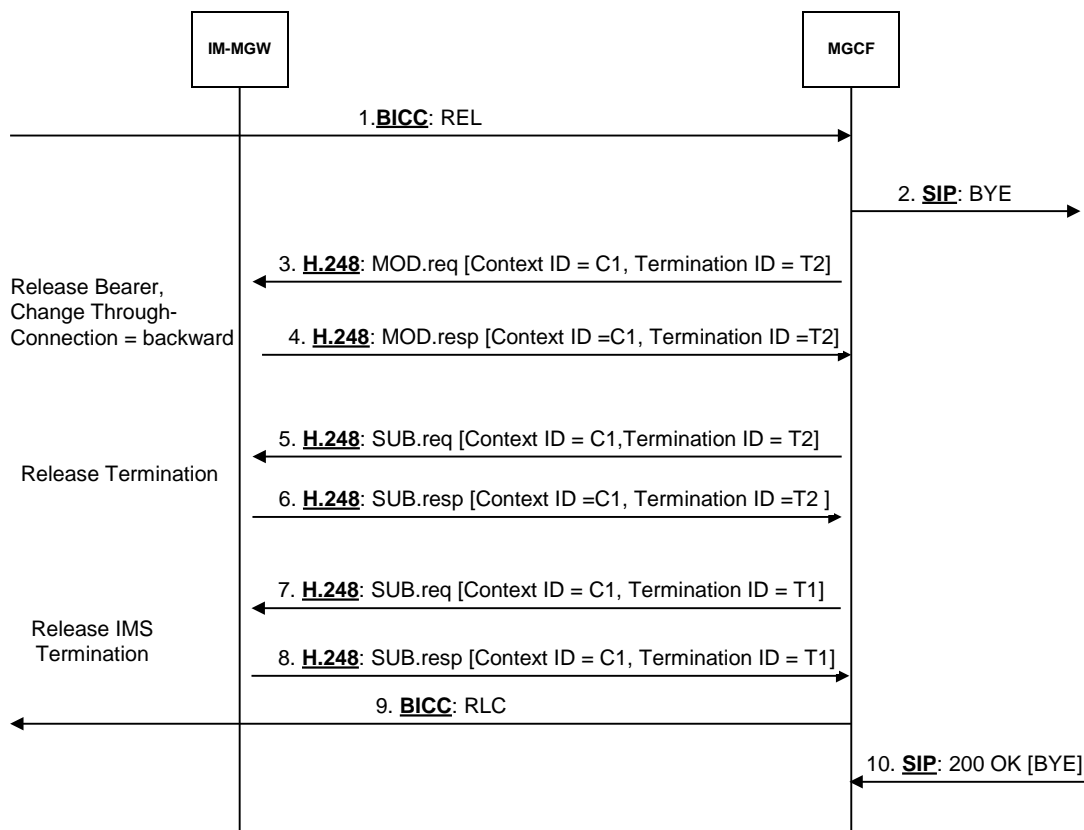 IM-MGW
MGCF
1.BICC: REL
2. SIP: BYE
3. H.248: MOD.req [Context ID = C1, Termination ID = T2]
Release Bearer,
Change Through-
Connection = backward
4. H.248: MOD.resp [Context ID =C1, Termination ID =T2]
5. H.248: SUB.req [Context ID = C1,Termination ID = T2]
Release Termination
6. H.248: SUB.resp [Context ID =C1, Termination ID =T2 ]
7. H.248: SUB.req [Context ID = C1, Termination ID = T1]
Release IMS
Termination
8. H.248: SUB.resp [Context ID = C1, Termination ID = T1]
9. BICC: RLC
10. SIP: 200 OK [BYE]